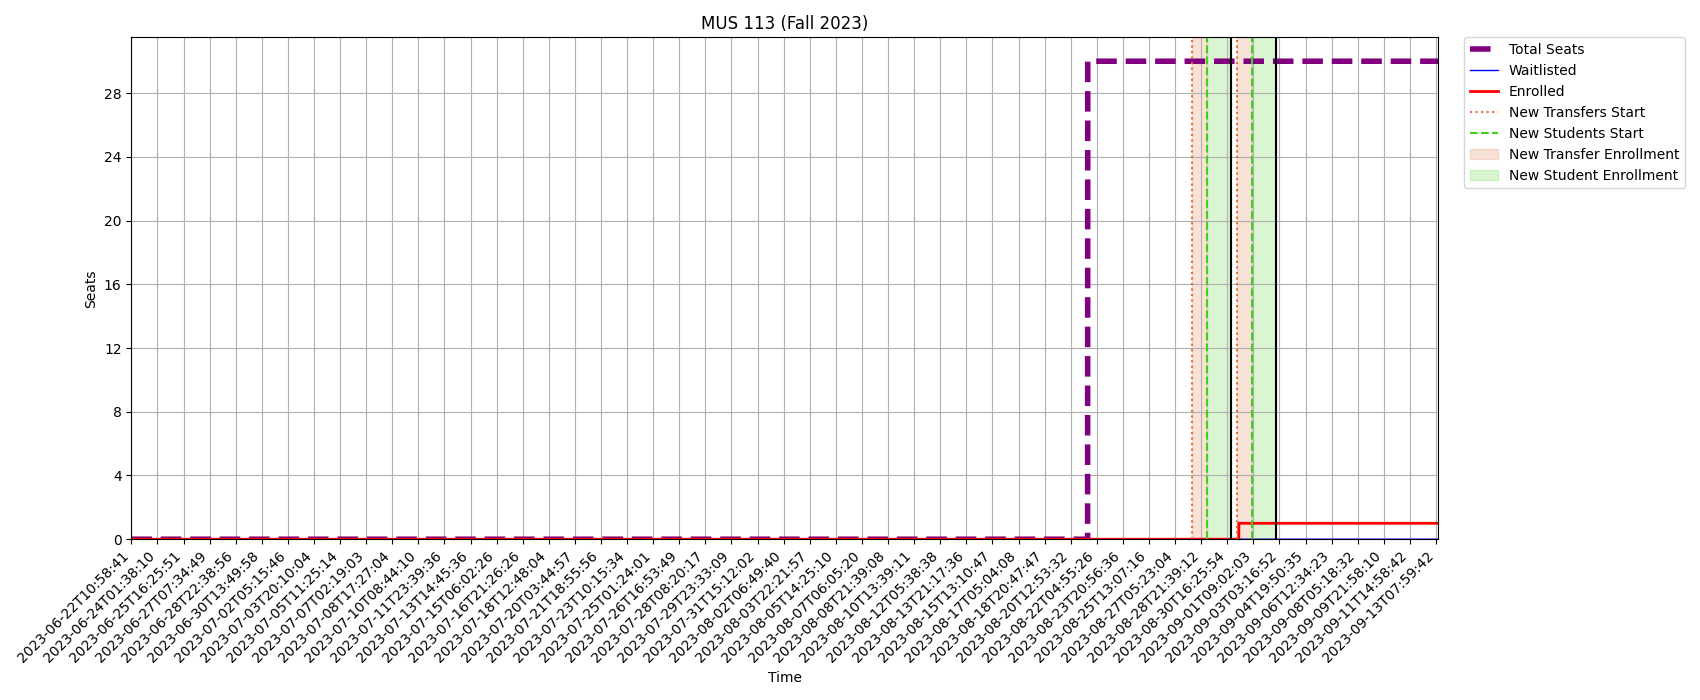 MUS 113 (Fall 2023)
Total Seats
Waitlisted
Enrolled
New Transfers Start
New Students Start
New Transfer Enrollment
New Student Enrollment
28
24
20
16
12
8
4
0
Seats
2023-06-22T10:58:41
2023-06-24T01:38:10
2023-06-25T16:25:51
2023-06-27T07:34:49
2023-06-28T22:38:56
2023-06-30T13:49:58
2023-07-02T05:15:46
2023-07-03T20:10:04
2023-07-05T11:25:14
2023-07-07T02:19:03
2023-07-08T17:27:04
2023-07-10T08:44:10
2023-07-11T23:39:36
2023-07-13T14:45:36
2023-07-15T06:02:26
2023-07-16T21:26:26
2023-07-18T12:48:04
2023-07-20T03:44:57
2023-07-21T18:55:56
2023-07-23T10:15:34
2023-07-25T01:24:01
2023-07-26T16:53:49
2023-07-28T08:20:17
2023-07-29T23:33:09
2023-07-31T15:12:02
2023-08-02T06:49:40
2023-08-03T22:21:57
2023-08-05T14:25:10
2023-08-07T06:05:20
2023-08-08T21:39:08
2023-08-10T13:39:11
2023-08-12T05:38:38
2023-08-13T21:17:36
2023-08-15T13:10:47
2023-08-17T05:04:08
2023-08-18T20:47:47
2023-08-20T12:53:32
2023-08-22T04:55:26
2023-08-23T20:56:36
2023-08-25T13:07:16
2023-08-27T05:23:04
2023-08-28T21:39:12
2023-08-30T16:25:54
2023-09-01T09:02:03
2023-09-03T03:16:52
2023-09-04T19:50:35
2023-09-06T12:34:23
2023-09-08T05:18:32
2023-09-09T21:58:10
2023-09-11T14:58:42
2023-09-13T07:59:42
Time